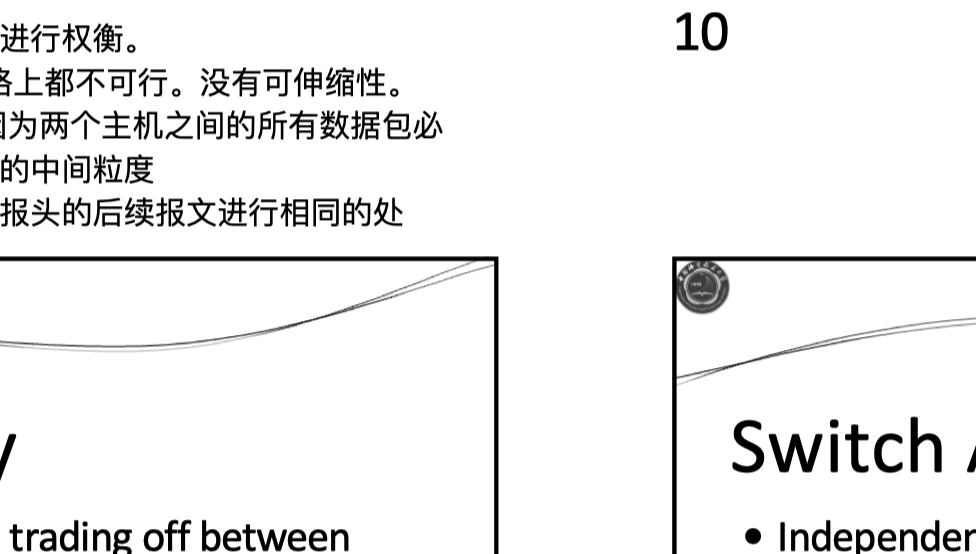 进行权衡。
上都不可行。没有可伸缩性。
为两个主机之间的所有数据包必
的中间粒度
报头的后续报文进行相同的处
10
y
trading off between
Switch
• Independen